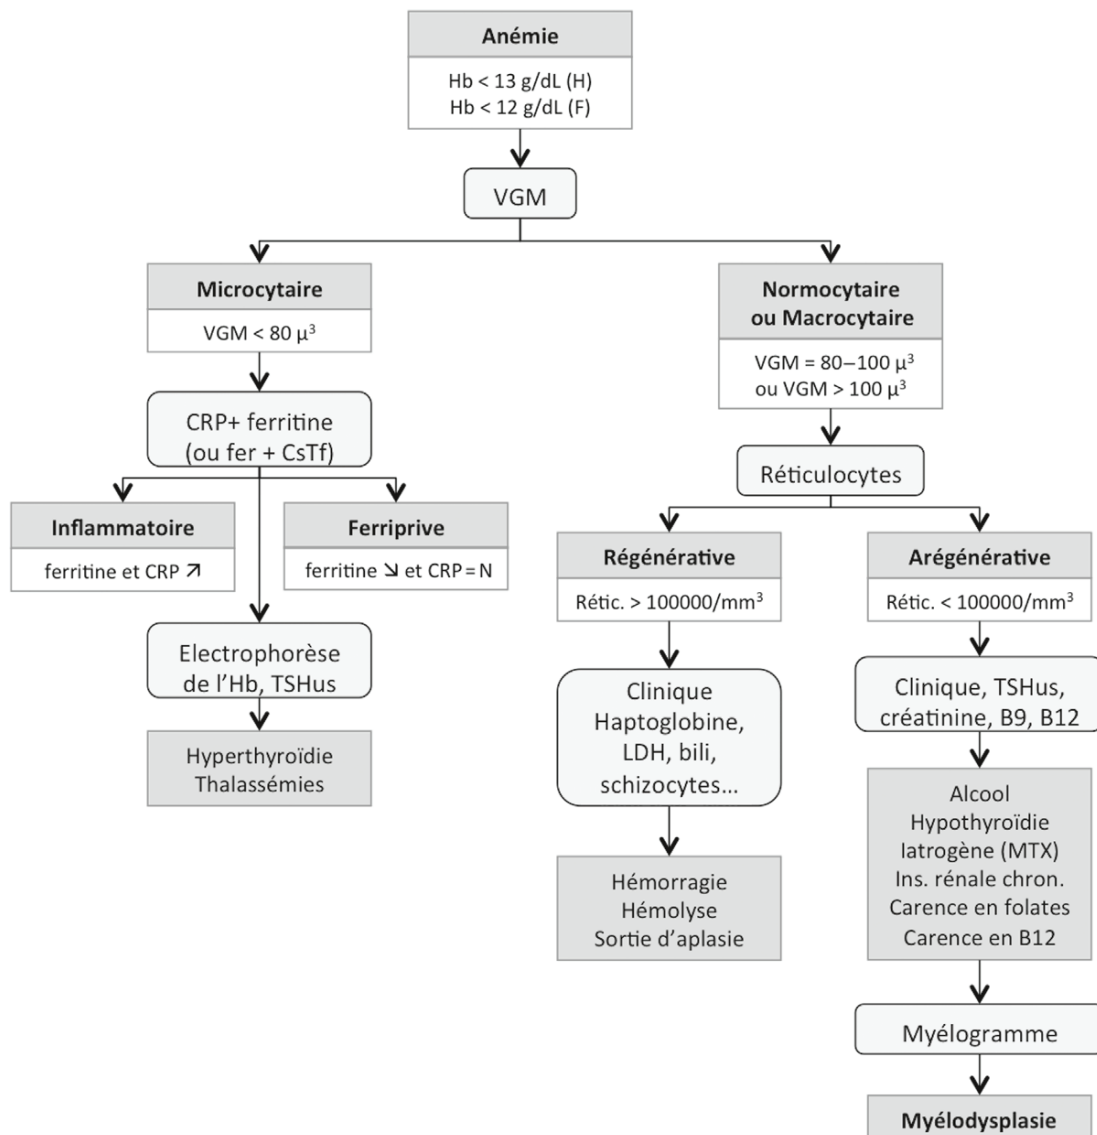 Anémie
Hb < 13 g/dL (H)
Hb < 12 g/dL (F)
VGM
Microcytaire
VGM < 80 µ³
CRP+ ferritine
(ou fer + CsTf)
Inflammatoire
ferritine et CRP ↗
Ferriprive
ferritine ↘ et CRP = N
Electrophorèse
de l'Hb, TSHus
Hyperthyroïdie
Thalassémies
Normocytaire
ou Macrocytaire
VGM = 80–100 µ³
ou VGM > 100 µ³
Réticulocytes
Régénérative
Rétic. > 100000/mm³
Clinique
Haptoglobine,
LDH, bili,
schizocytes...
Hémorragie
Hémolyse
Sortie d'aplasie
Arégénérative
Rétic. < 100000/mm³
Clinique, TSHus,
créatinine, B9, B12
Alcool
Hypothyroïdie
Iatrogène (MTX)
Ins. rénale chron.
Carence en folates
Carence en B12
Myélogramme
Myélodysplasie